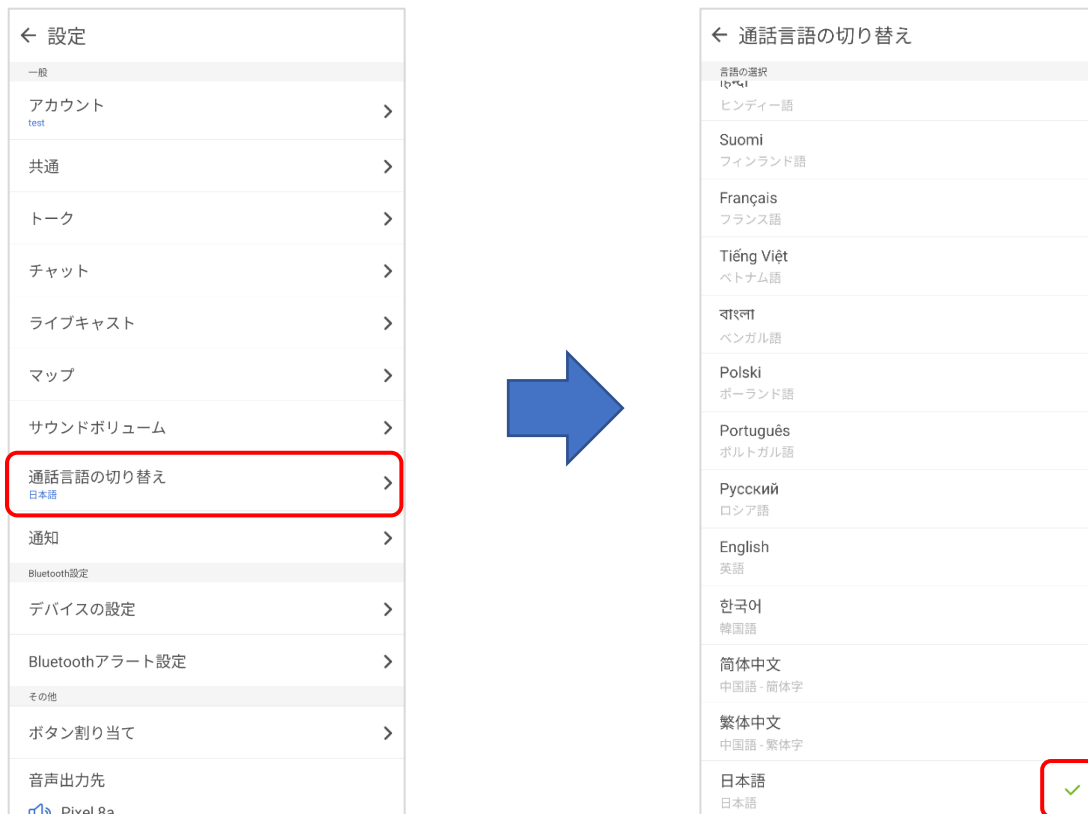 設定
一般
アカウント
test
共通
トーク
チャット
ライブキャスト
マップ
サウンドボリューム
通話言語の切り替え
日本語
通知
Bluetooth設定
デバイスの設定
Bluetoothアラート設定
その他
ボタン割り当て
音声出力先
Pixel 8a
通話言語の切り替え
言語の選択
हिन्दी
ヒンディー語
Suomi
フィンランド語
Français
フランス語
Tiếng Việt
ベトナム語
বাংলা
ベンガル語
Polski
ポーランド語
Português
ポルトガル語
Русский
ロシア語
English
英語
한국어
韓国語
简体中文
中国語 - 簡体字
繁体中文
中国語 - 繁体字
日本語
日本語